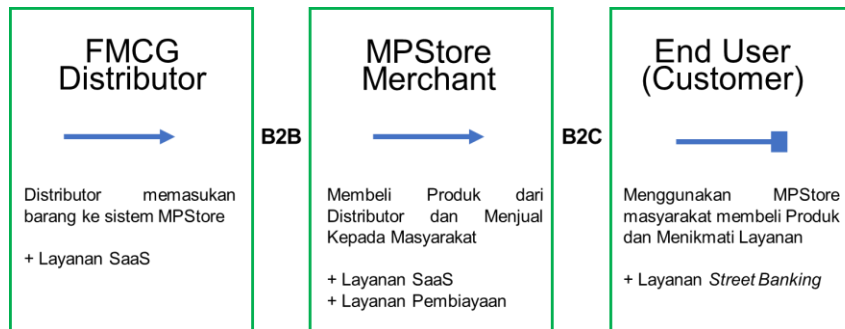 FMCG
Distributor
Distributor memasukan
barang ke sistem MPStore
+ Layanan SaaS
B2B
MPStore
Merchant
Membeli Produk dari
Distributor dan Menjual
Kepada Masyarakat
+ Layanan SaaS
+ Layanan Pembiayaan
B2C
End User
(Customer)
Menggunakan MPStore
masyarakat membeli Produk
dan Menikmati Layanan
+ Layanan Street Banking